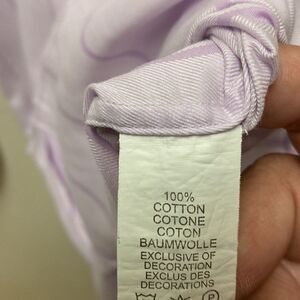 100%
COTTON
COTONE
COTON
BAUMWOLLE
EXCLUSIVE OF
DECORATION
EXCLUS DES
DECORATIONS
P